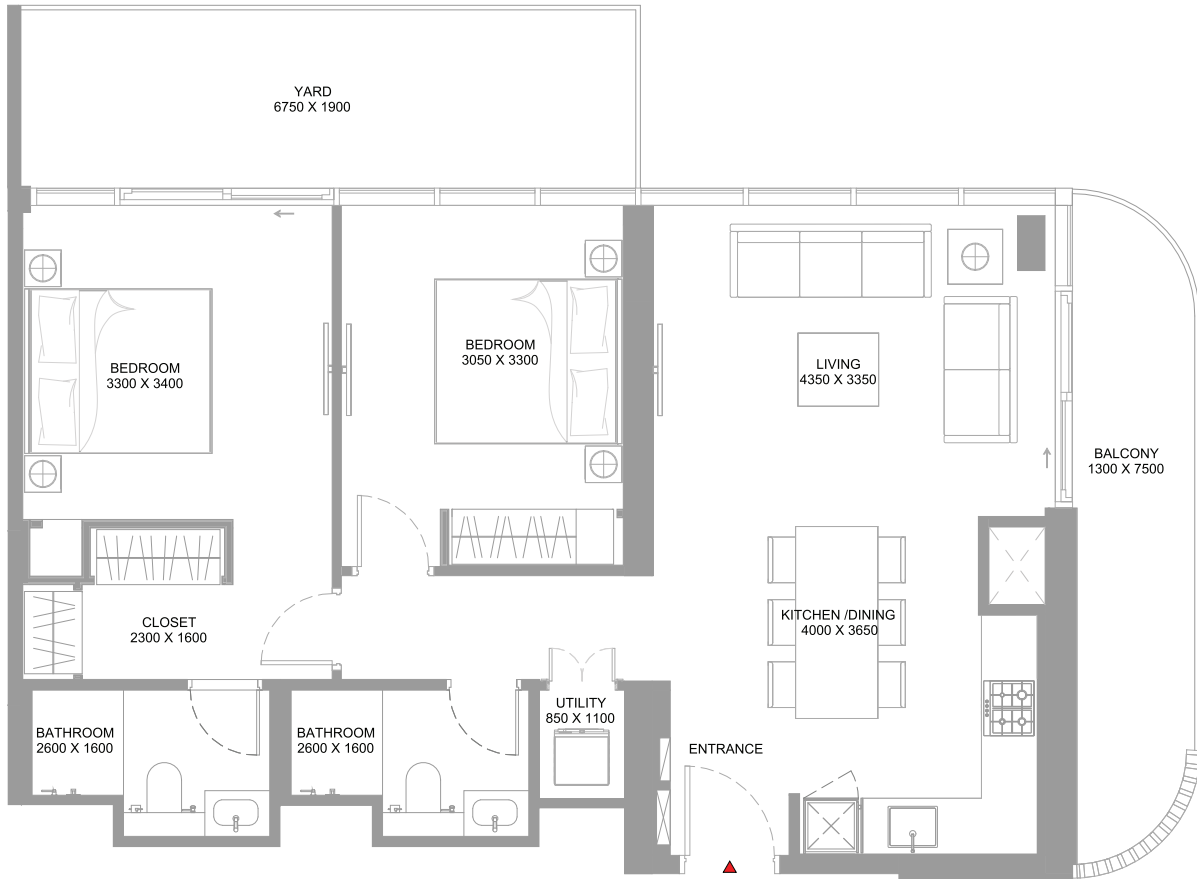 YARD
6750 X 1900
BEDROOM
3300 X 3400
BEDROOM
3050 X 3300
LIVING
4350 X 3350
BALCONY
1300 X 7500
CLOSET
2300 X 1600
KITCHEN /DINING
4000 X 3650
BATHROOM
2600 X 1600
BATHROOM
2600 X 1600
UTILITY
850 X 1100
ENTRANCE